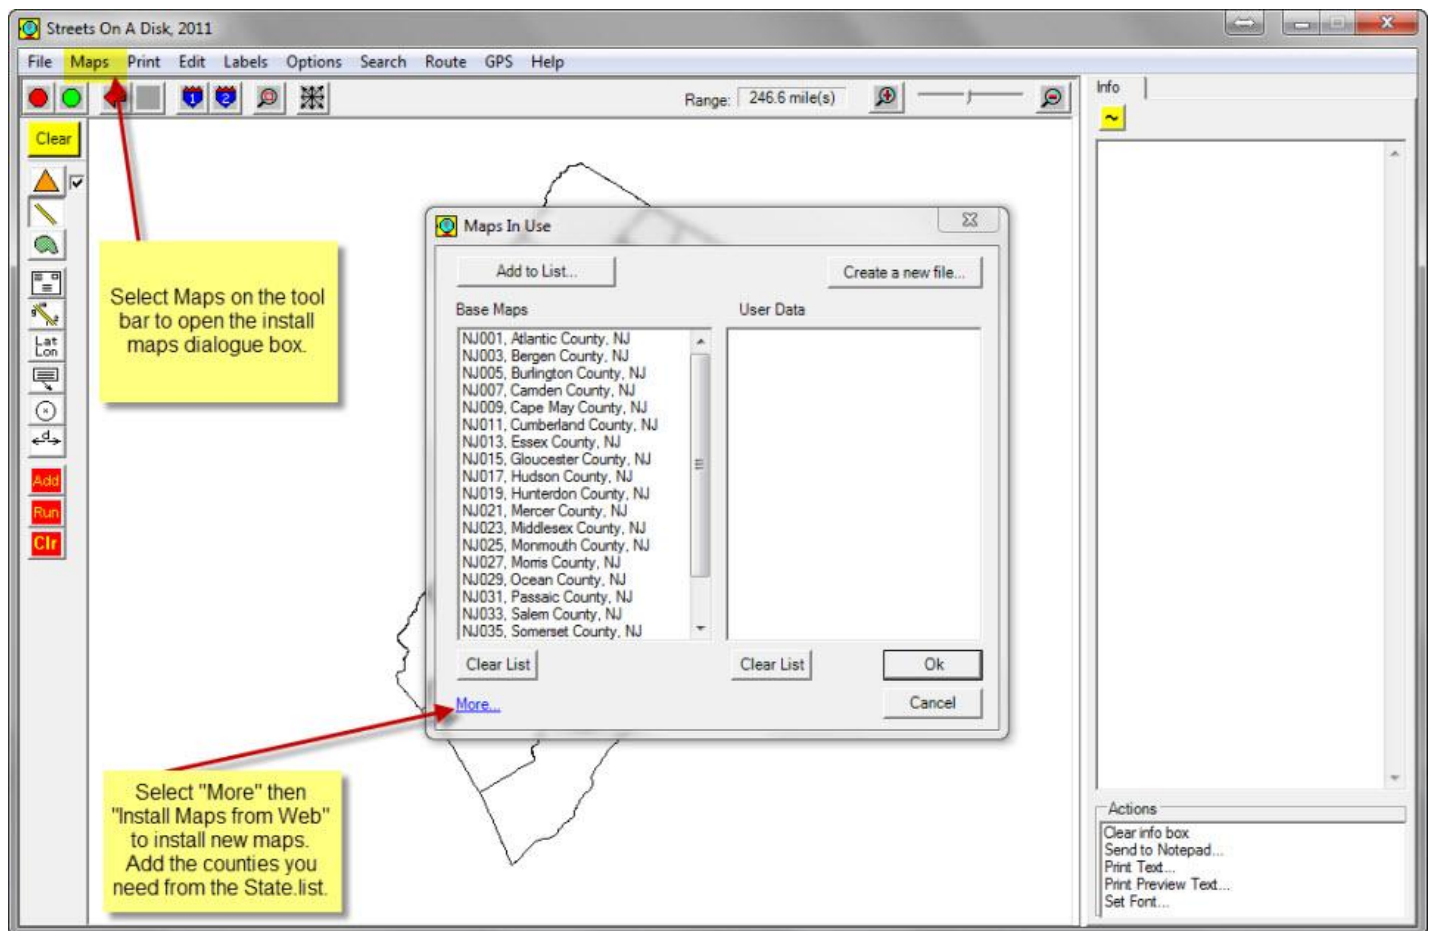 Streets On A Disk, 2011
File Maps Print Edit Labels Options Search Route GPS Help
1 2
Range: 246.6 mile(s)
Info
~
Clear
Lat
Lon
d
Add
Run
Clr
Select Maps on the tool
bar to open the install
maps dialogue box.
Maps In Use
Add to List...
Create a new file...
Base Maps
User Data
NJ001, Atlantic County, NJ
NJ003, Bergen County, NJ
NJ005, Burlington County, NJ
NJ007, Camden County, NJ
NJ009, Cape May County, NJ
NJ011, Cumberland County, NJ
NJ013, Essex County, NJ
NJ015, Gloucester County, NJ
NJ017, Hudson County, NJ
NJ019, Hunterdon County, NJ
NJ021, Mercer County, NJ
NJ023, Middlesex County, NJ
NJ025, Monmouth County, NJ
NJ027, Morris County, NJ
NJ029, Ocean County, NJ
NJ031, Passaic County, NJ
NJ033, Salem County, NJ
NJ035, Somerset County, NJ
Clear List
Clear List
Ok
More...
Cancel
Select "More" then
"Install Maps from Web"
to install new maps.
Add the counties you
need from the State.list.
Actions
Clear info box
Send to Notepad...
Print Text...
Print Preview Text...
Set Font...